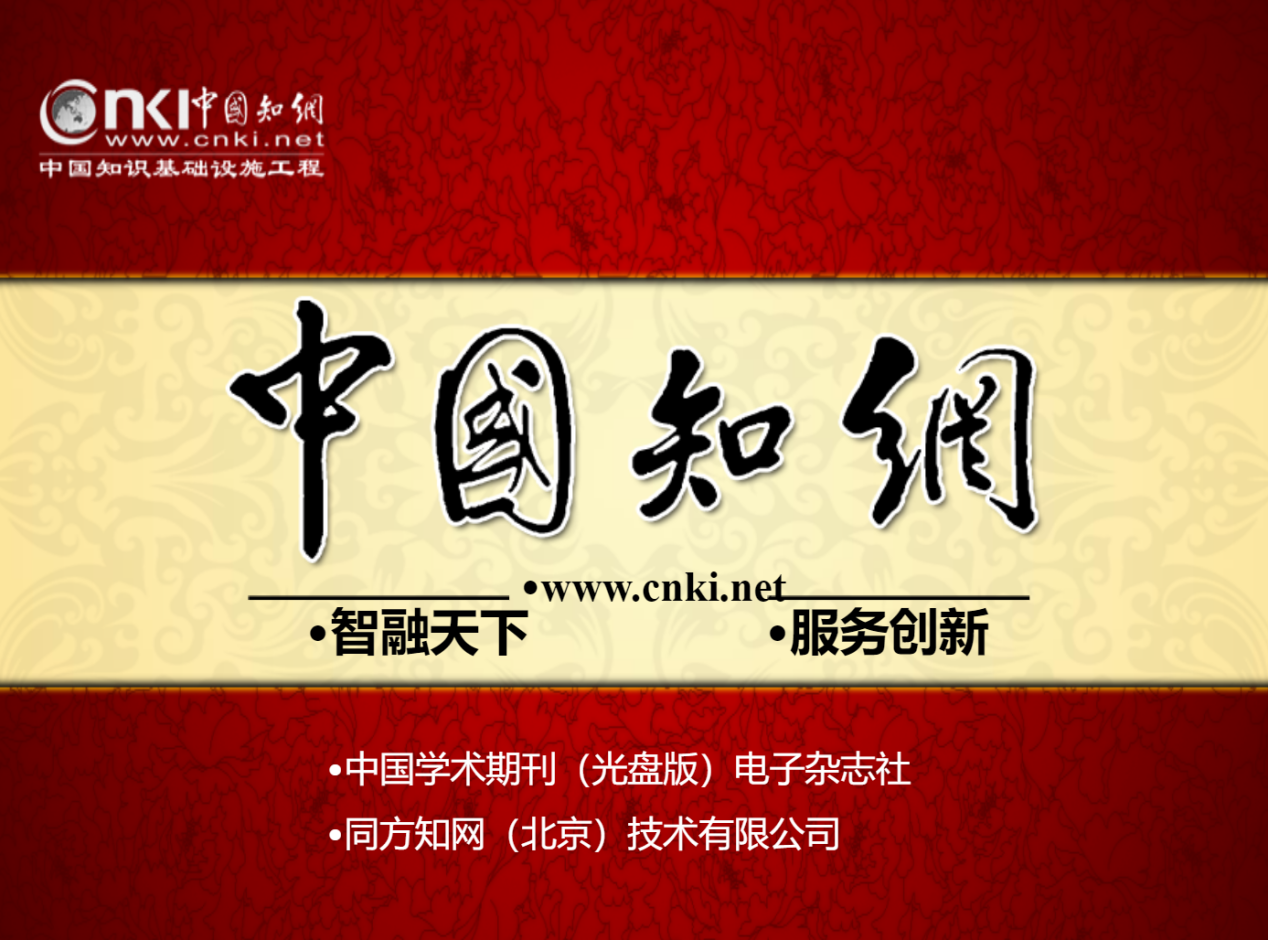 cnki中國知網
www.cnki.net
中国知识基础设施工程
中國知網
•www.cnki.net
•智融天下 •服务创新
•中国学术期刊（光盘版）电子杂志社
•同方知网（北京）技术有限公司